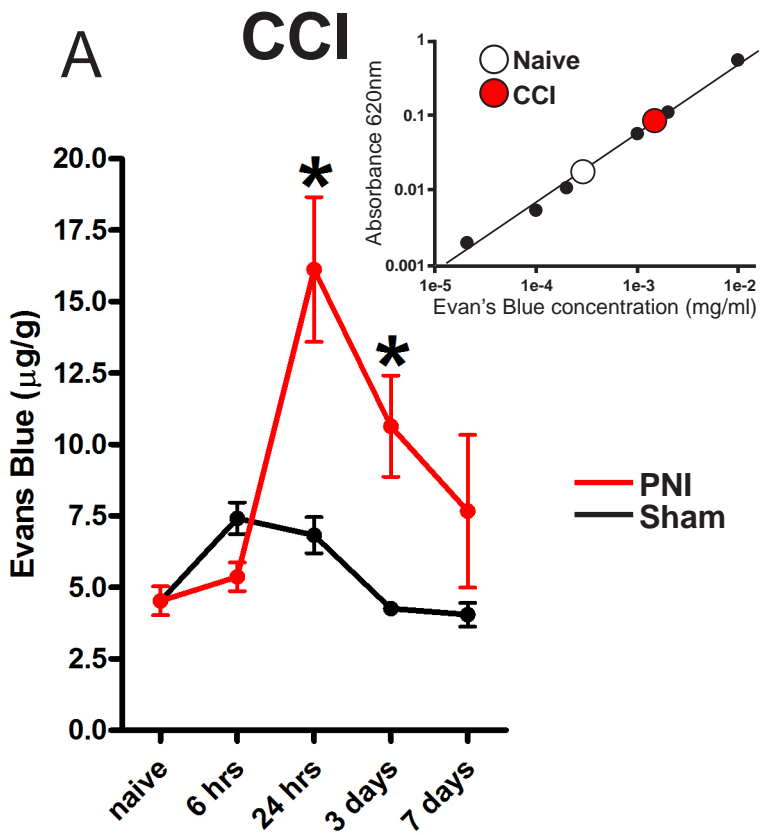 A
CCI
Evans Blue (μg/g)
20.0
17.5
15.0
12.5
10.0
7.5
5.0
2.5
0.0
*
*
naive
6 hrs
24 hrs
3 days
7 days
PNI
Sham
Absorbance 620nm
1
0.1
0.01
0.001
Naive
CCI
1e-5
1e-4
1e-3
1e-2
Evan's Blue concentration (mg/ml)